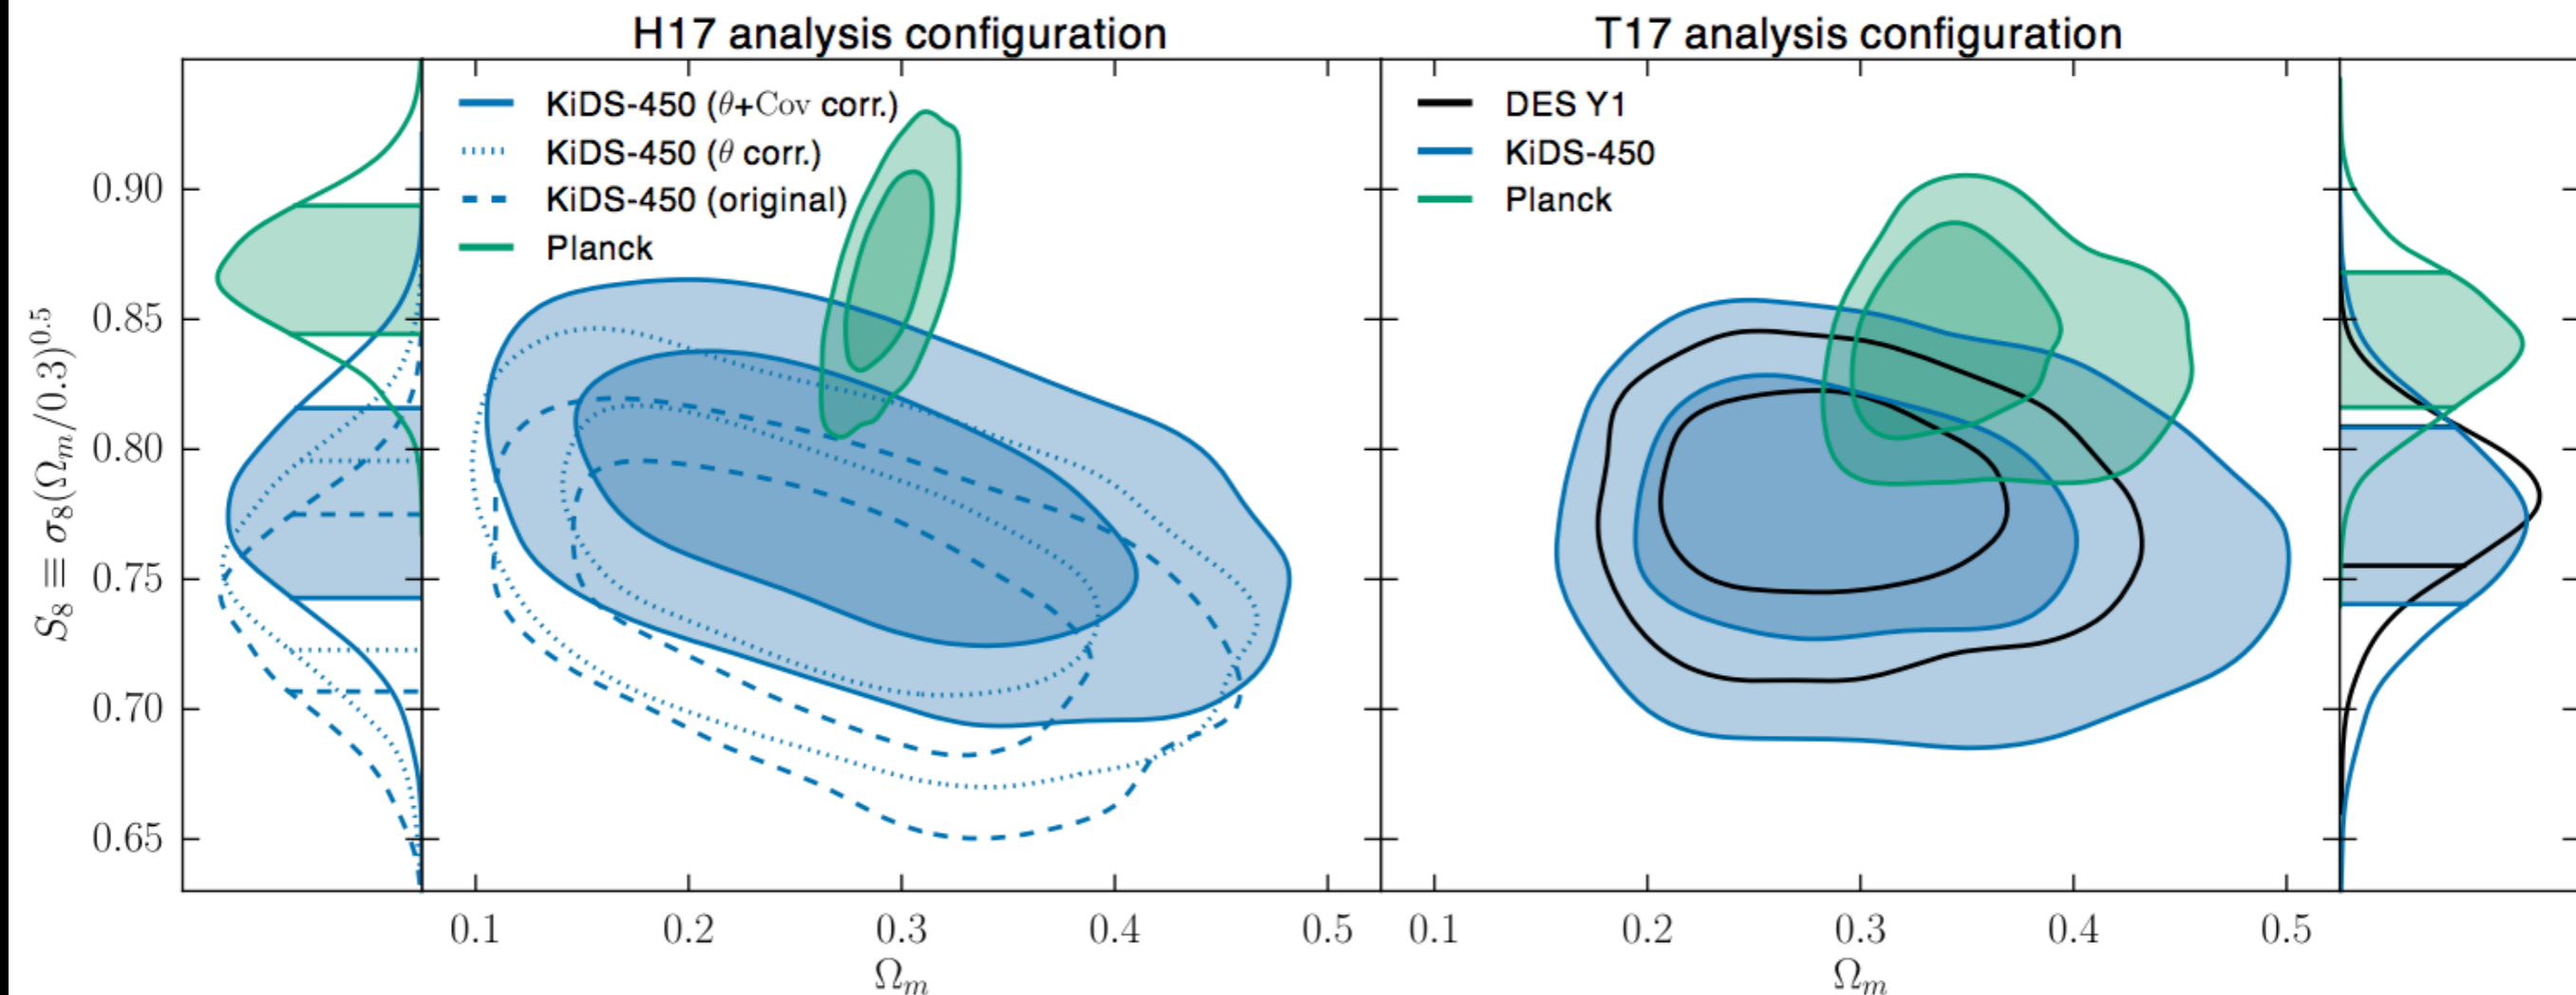 H17 analysis configuration
T17 analysis configuration
KiDS-450 (θ+Cov corr.)
KiDS-450 (θ corr.)
KiDS-450 (original)
Planck
DES Y1
KiDS-450
Planck
S₈ ≡ σ₈(Ωₘ/0.3)⁰·⁵
0.90
0.85
0.80
0.75
0.70
0.65
0.1 0.2 0.3 0.4 0.5 0.1 0.2 0.3 0.4 0.5
Ωₘ Ωₘ